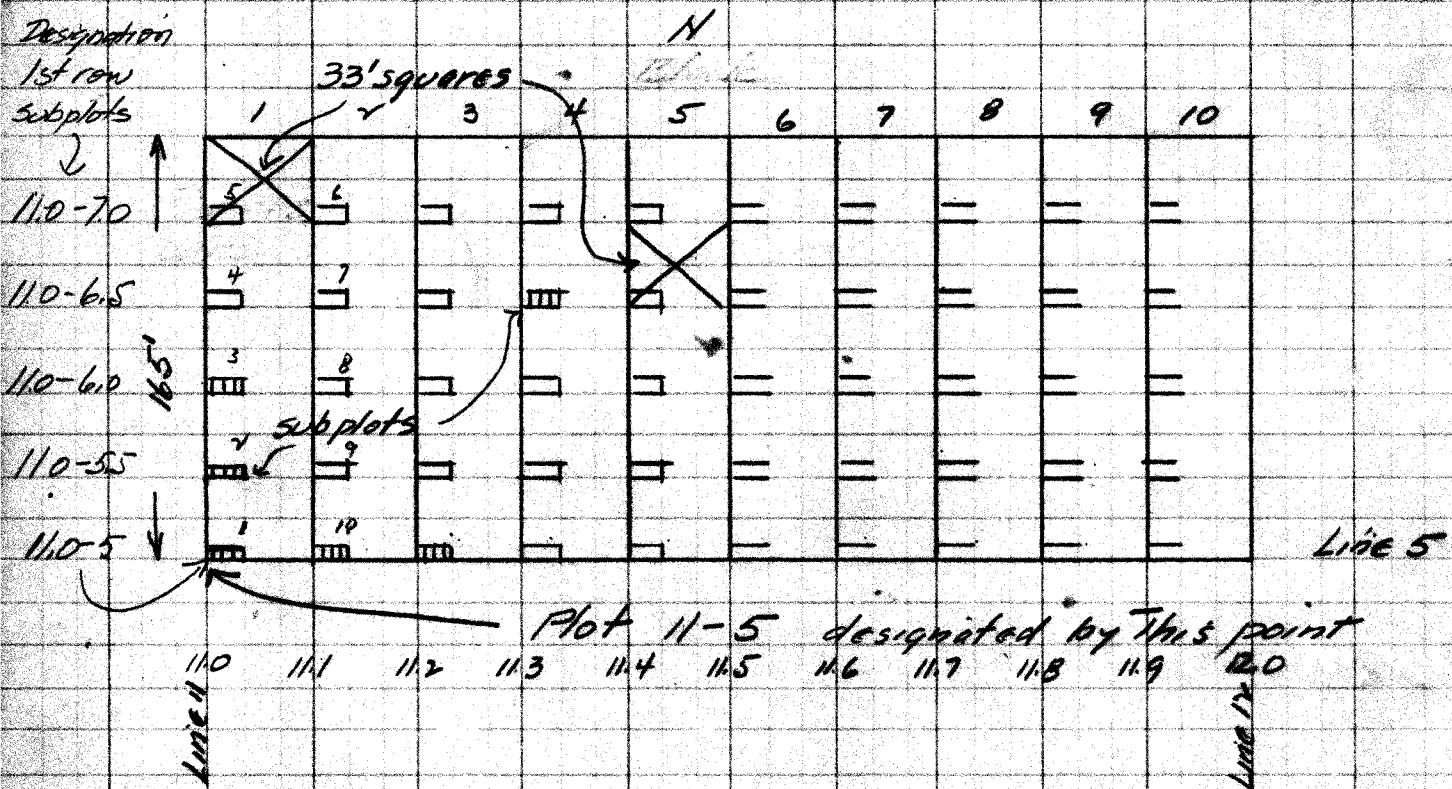 Designation
1st row
subplots
N
33' squares
1 2 3 4 5 6 7 8 9 10
11.0-7.0
5 6
11.0-6.5
4 7
11.0-6.0
165'
3 8
subplots
11.0-5.5
2 9
11.0-5
1 10
Line 5
Plot 11-5 designated by This point
11.0 11.1 11.2 11.3 11.4 11.5 11.6 11.7 11.8 11.9 12.0
Line 11
Line 12